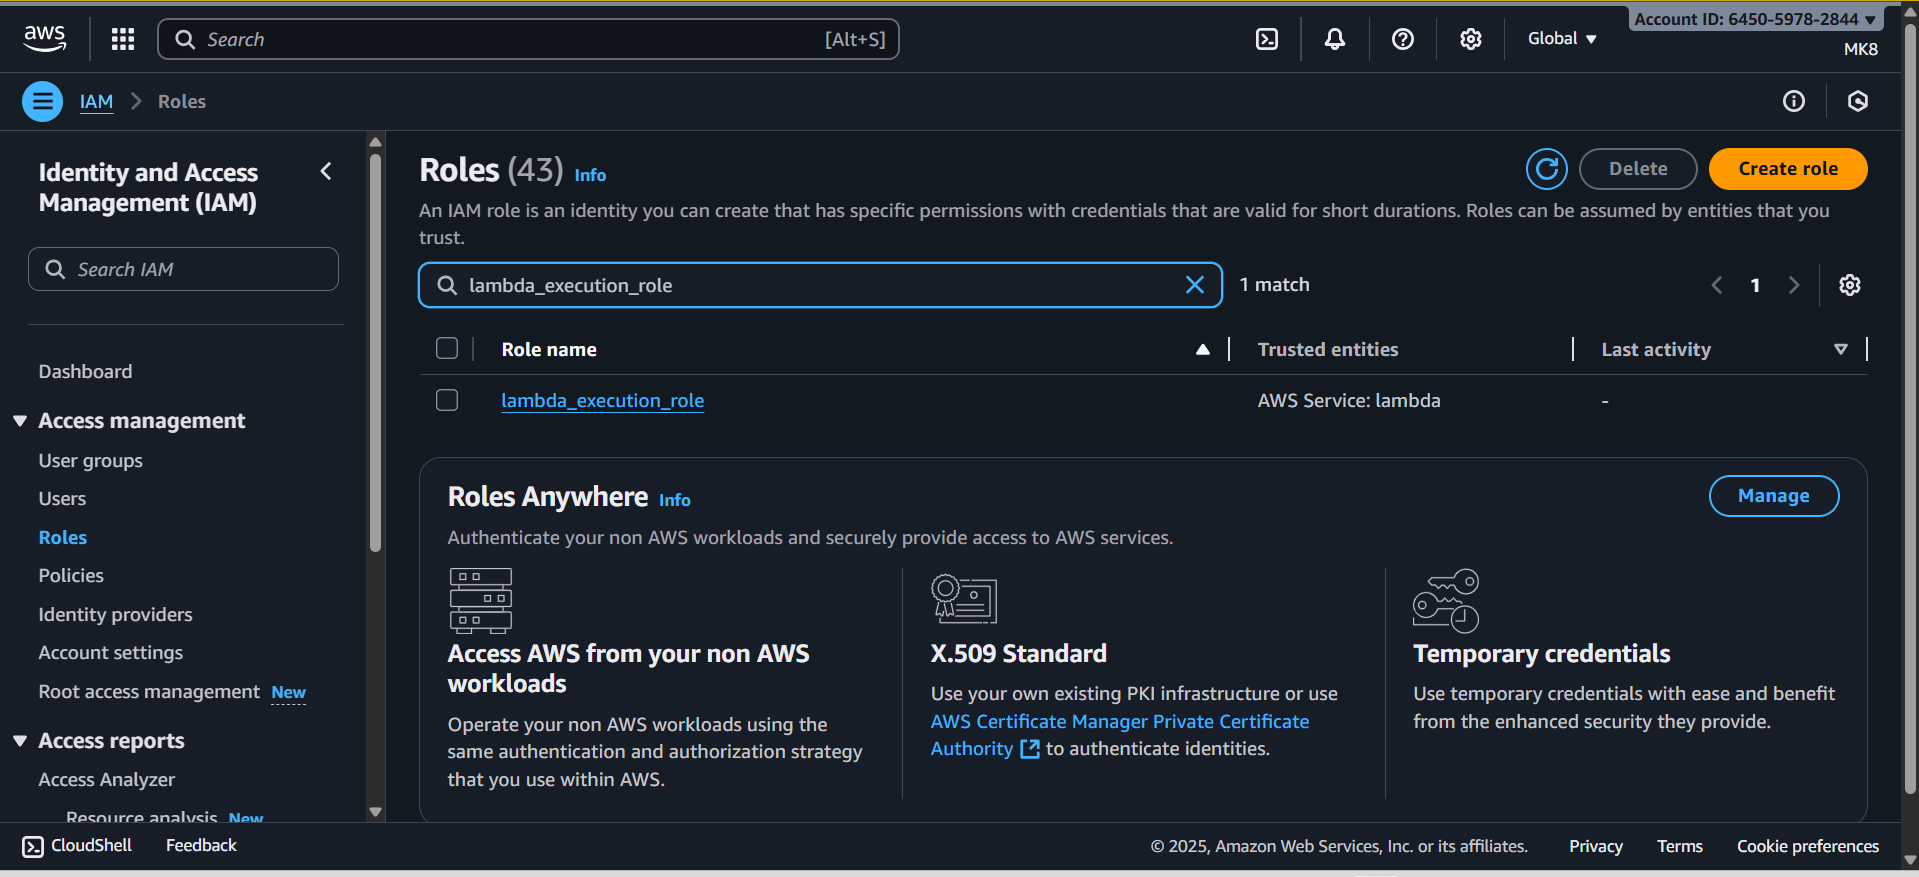 aws
Search
[Alt+S]
Global
Account ID: 6450-5978-2844
MK8
IAM
Roles
Identity and Access
Management (IAM)
Search IAM
Dashboard
Access management
User groups
Users
Roles
Policies
Identity providers
Account settings
Root access management New
Access reports
Access Analyzer
Resource analysis New
Roles (43) Info
Delete
Create role
An IAM role is an identity you can create that has specific permissions with credentials that are valid for short durations. Roles can be assumed by entities that you
trust.
lambda_execution_role
1 match
1
Role name
Trusted entities
Last activity
lambda_execution_role
AWS Service: lambda
-
Roles Anywhere Info
Manage
Authenticate your non AWS workloads and securely provide access to AWS services.
Access AWS from your non AWS
workloads
Operate your non AWS workloads using the
same authentication and authorization strategy
that you use within AWS.
X.509 Standard
Use your own existing PKI infrastructure or use
AWS Certificate Manager Private Certificate
Authority to authenticate identities.
Temporary credentials
Use temporary credentials with ease and benefit
from the enhanced security they provide.
CloudShell
Feedback
© 2025, Amazon Web Services, Inc. or its affiliates.
Privacy
Terms
Cookie preferences